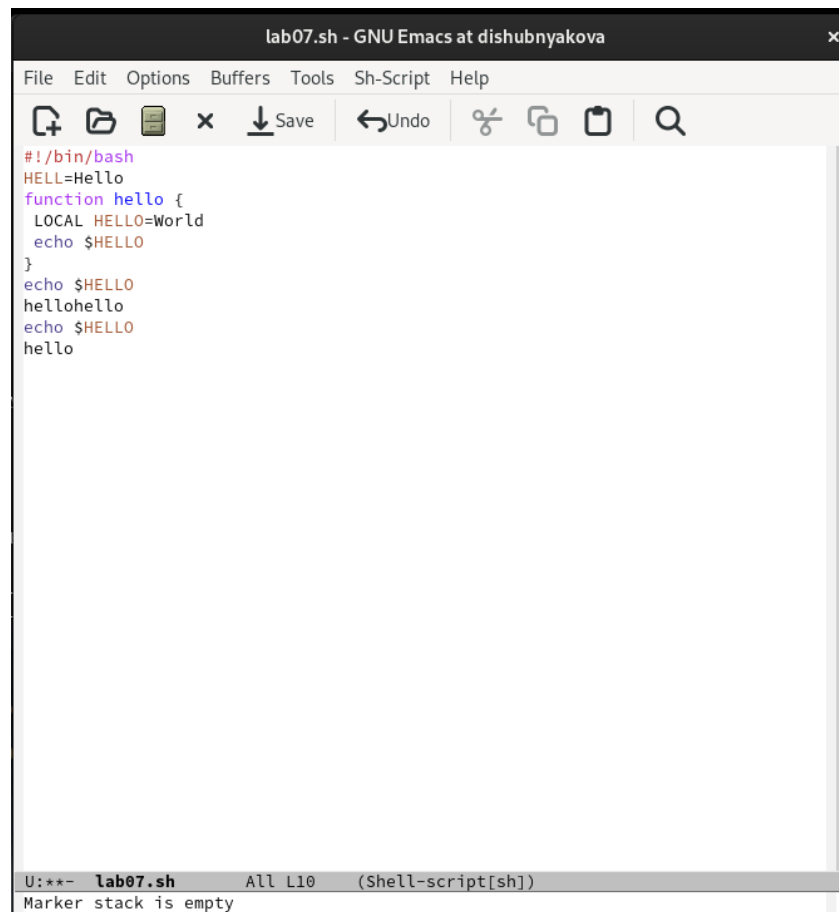 lab07.sh - GNU Emacs at dishubnyakova ×
File Edit Options Buffers Tools Sh-Script Help
Save Undo
#!/bin/bash
HELL=Hello
function hello {
 LOCAL HELLO=World
 echo $HELLO
}
echo $HELLO
hellohello
echo $HELLO
hello
U:**- lab07.sh All L10 (Shell-script[sh])
Marker stack is empty